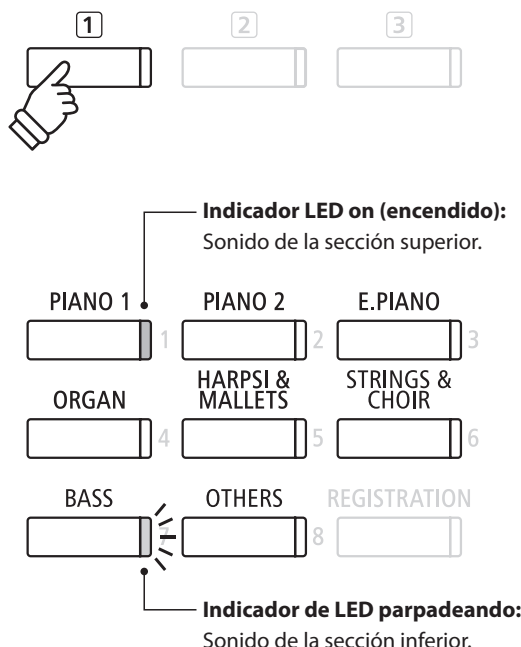 1 2 3
Indicador LED on (encendido):
Sonido de la sección superior.
PIANO 1 PIANO 2 E.PIANO
1 2 3
HARPSI & STRINGS &
ORGAN MALLETS CHOIR
4 5 6
BASS OTHERS REGISTRATION
7 8
Indicador de LED parpadeando:
Sonido de la sección inferior.